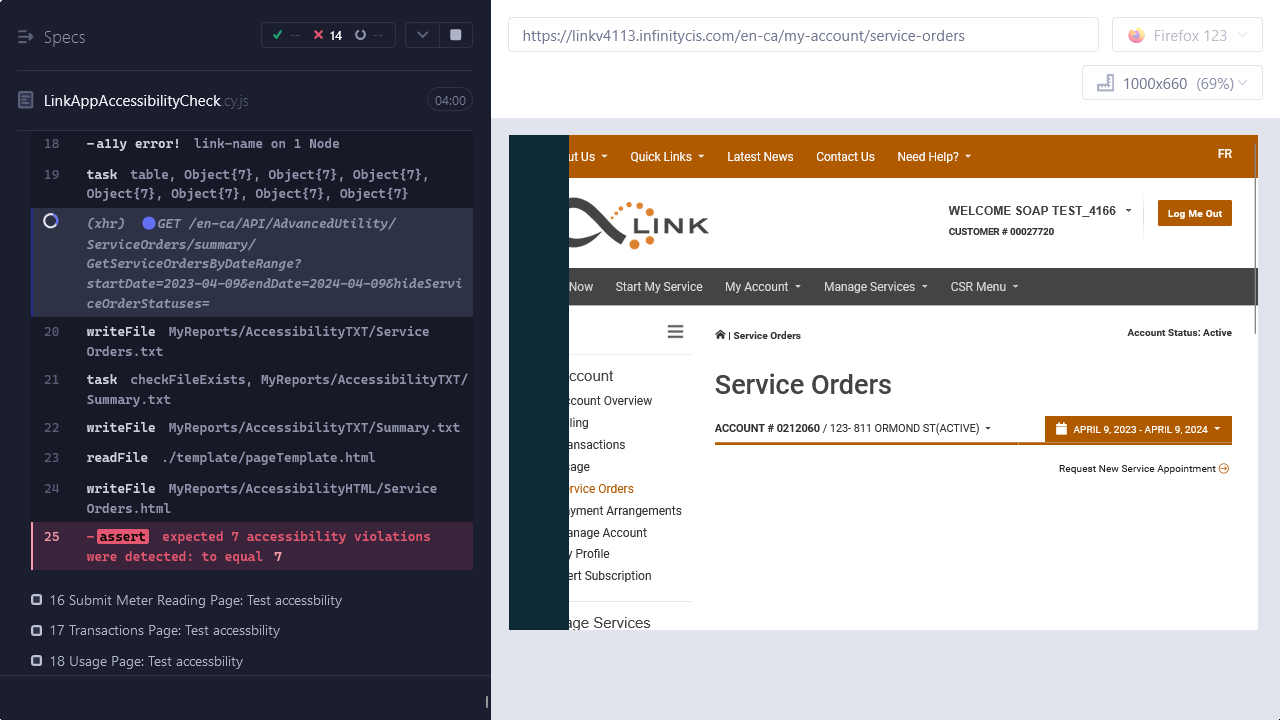 Specs
--
14
--
LinkAppAccessibilityCheck.cy.js
04:00
18 -a11y error! link-name on 1 Node
19 task table, Object{7}, Object{7}, Object{7},
Object{7}, Object{7}, Object{7}, Object{7}
(xhr) GET /en-ca/API/AdvancedUtility/
ServiceOrders/summary/
GetServiceOrdersByDateRange?
startDate=2023-04-09&endDate=2024-04-09&hideServi
ceOrderStatuses=
20 writeFile MyReports/AccessibilityTXT/Service
Orders.txt
21 task checkFileExists, MyReports/AccessibilityTXT/
Summary.txt
22 writeFile MyReports/AccessibilityTXT/Summary.txt
23 readFile ./template/pageTemplate.html
24 writeFile MyReports/AccessibilityHTML/Service
Orders.html
25 -assert expected 7 accessibility violations
were detected: to equal 7
16 Submit Meter Reading Page: Test accessbility
17 Transactions Page: Test accessbility
18 Usage Page: Test accessbility
https://linkv4113.infinitycis.com/en-ca/my-account/service-orders
Firefox 123
1000x660 (69%)
ut Us
Quick Links
Latest News
Contact Us
Need Help?
FR
LINK
WELCOME SOAP TEST_4166
CUSTOMER # 00027720
Log Me Out
Now
Start My Service
My Account
Manage Services
CSR Menu
| Service Orders
Account Status: Active
ccount
ccount Overview
ling
ansactions
sage
ervice Orders
ayment Arrangements
anage Account
y Profile
ert Subscription
age Services
Service Orders
ACCOUNT # 0212060 / 123- 811 ORMOND ST(ACTIVE)
APRIL 9, 2023 - APRIL 9, 2024
Request New Service Appointment